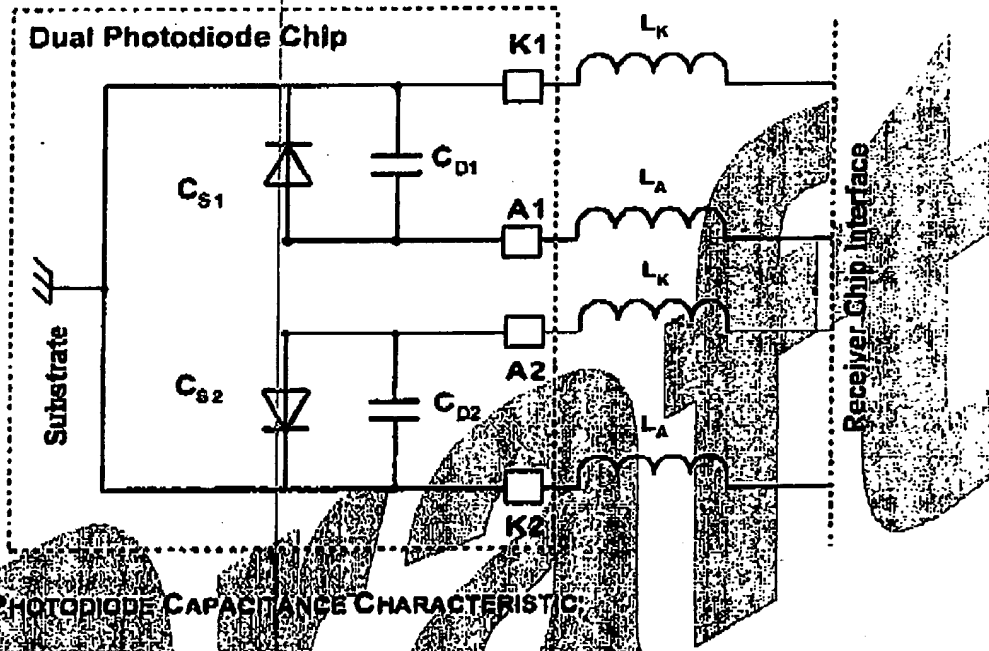 Dual Photodiode Chip
K1
L_K
C_S1
C_D1
A1
L_A
Substrate
L_K
A2
C_S2
C_D2
L_A
K2
Receiver Chip Interface
PHOTODIODE CAPACITANCE CHARACTERISTIC